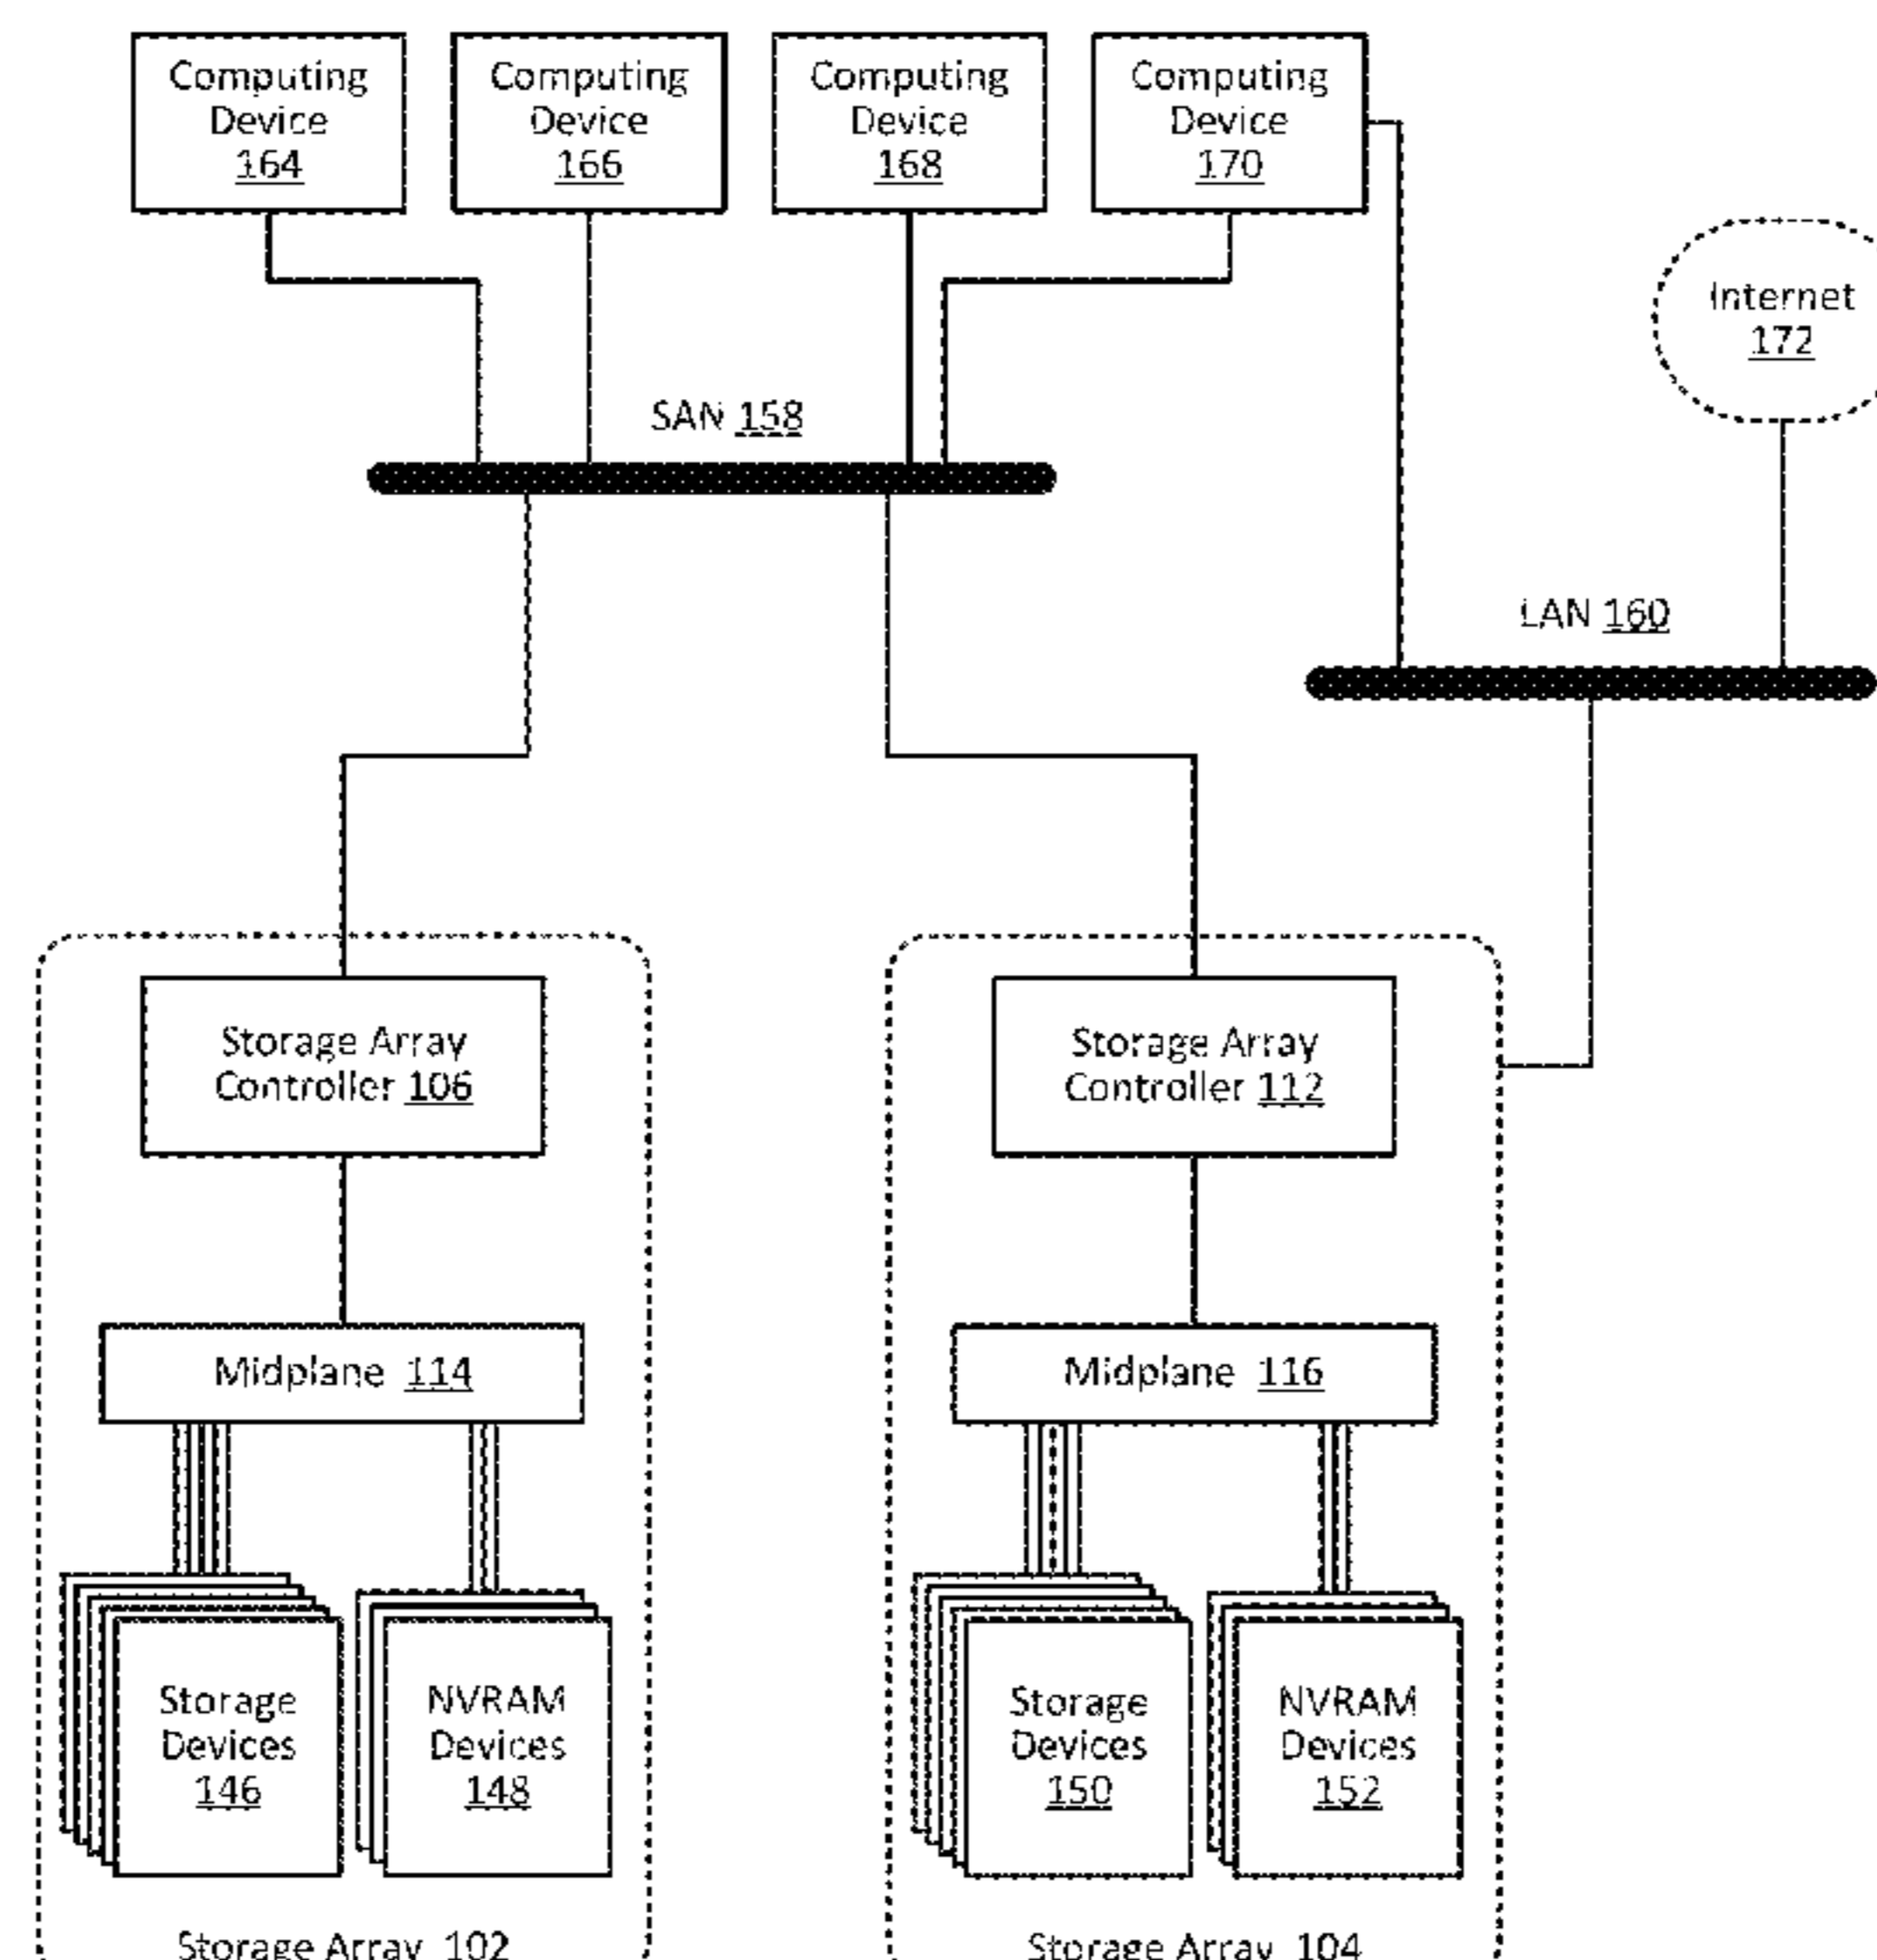 Computing
Device
164
Computing
Device
166
Computing
Device
168
Computing
Device
170
Internet
172
SAN 158
LAN 160
Storage Array
Controller 106
Storage Array
Controller 112
Midplane 114
Midplane 116
Storage
Devices
146
NVRAM
Devices
148
Storage
Devices
150
NVRAM
Devices
152
Storage Array 102
Storage Array 104